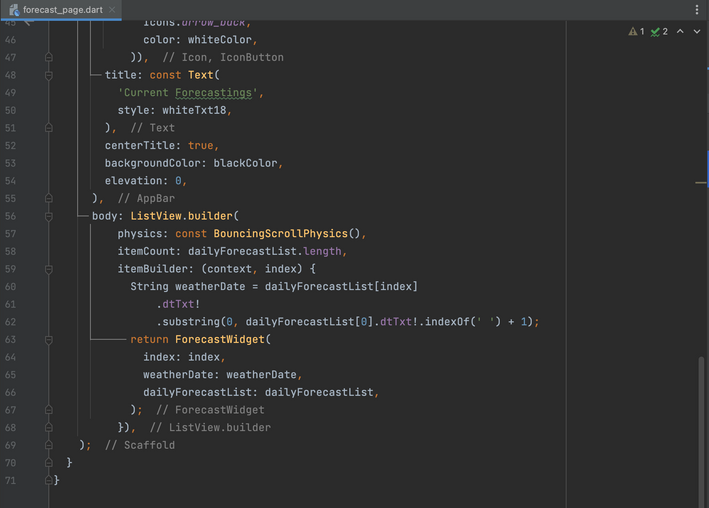 forecast_page.dart
1 2
45 Icons.arrow_back,
46 color: whiteColor,
47 )), // Icon, IconButton
48 title: const Text(
49 'Current Forecastings',
50 style: whiteTxt18,
51 ), // Text
52 centerTitle: true,
53 backgroundColor: blackColor,
54 elevation: 0,
55 ), // AppBar
56 body: ListView.builder(
57 physics: const BouncingScrollPhysics(),
58 itemCount: dailyForecastList.length,
59 itemBuilder: (context, index) {
60 String weatherDate = dailyForecastList[index]
61 .dtTxt!
62 .substring(0, dailyForecastList[0].dtTxt!.indexOf(' ') + 1);
63 return ForecastWidget(
64 index: index,
65 weatherDate: weatherDate,
66 dailyForecastList: dailyForecastList,
67 ); // ForecastWidget
68 }), // ListView.builder
69 ); // Scaffold
70 }
71 }